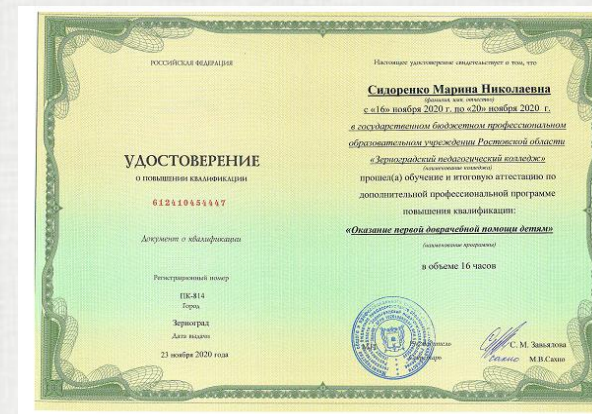 РОССИЙСКАЯ ФЕДЕРАЦИЯ
УДОСТОВЕРЕНИЕ
О ПОВЫШЕНИИ КВАЛИФИКАЦИИ
612410454447
Документ о квалификации
Регистрационный номер
ПК-814
Город
Зерноград
Дата выдачи
23 ноября 2020 года
Настоящее удостоверение свидетельствует о том, что
Сидоренко Марина Николаевна
(фамилия, имя, отчество)
с «16» ноября 2020 г. по «20» ноября 2020 г.
в государственном бюджетном профессиональном
образовательном учреждении Ростовской области
«Зерноградский педагогический колледж»
(наименование колледжа)
прошел(а) обучение и итоговую аттестацию по
дополнительной профессиональной программе
повышения квалификации:
«Оказание первой доврачебной помощи детям»
(наименование программы)
в объеме 16 часов
С. М. Завьялова
М.В.Сахно